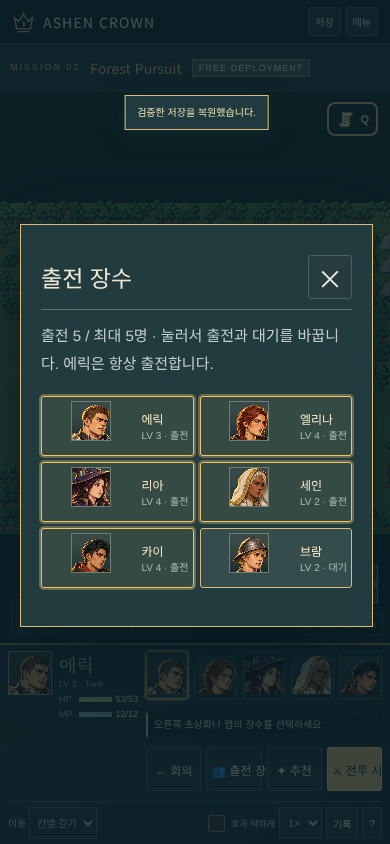 ASHEN CROWN
저장
메뉴
MISSION 02
Forest Pursuit
FREE DEPLOYMENT
검증한 저장을 복원했습니다.
Q
출전 장수
출전 5 / 최대 5명 · 눌러서 출전과 대기를 바꿉니
다. 에릭은 항상 출전합니다.
에릭
LV 3 · 출전
엘리나
LV 4 · 출전
리아
LV 4 · 출전
세인
LV 2 · 출전
카이
LV 4 · 출전
브람
LV 2 · 대기
에릭
LV 3 · Tank
HP 53/53
MP 12/12
오른쪽 초상화나 맵의 장수를 선택하세요
← 회의
출전 장
✦ 추천
⚔ 전투 시
이동
칸별 걷기
효과 약하게
1×
기록
?